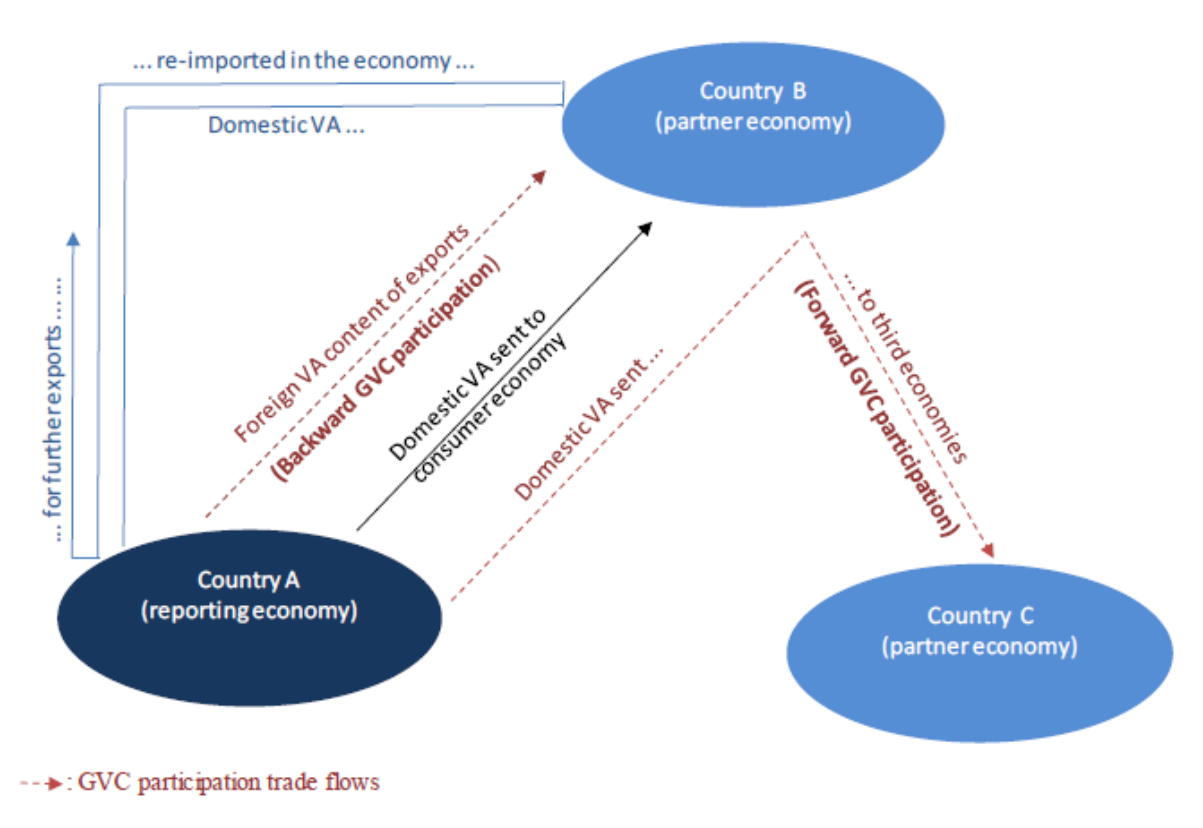 ... re-imported in the economy ...
Domestic VA ...
Country B
(partner economy)
Foreign VA content of exports
(Backward GVC participation)
Domestic VA sent to
consumer economy
Domestic VA sent ...
... to third economies
(Forward GVC participation)
... for further exports ... ...
Country A
(reporting economy)
Country C
(partner economy)
: GVC participation trade flows